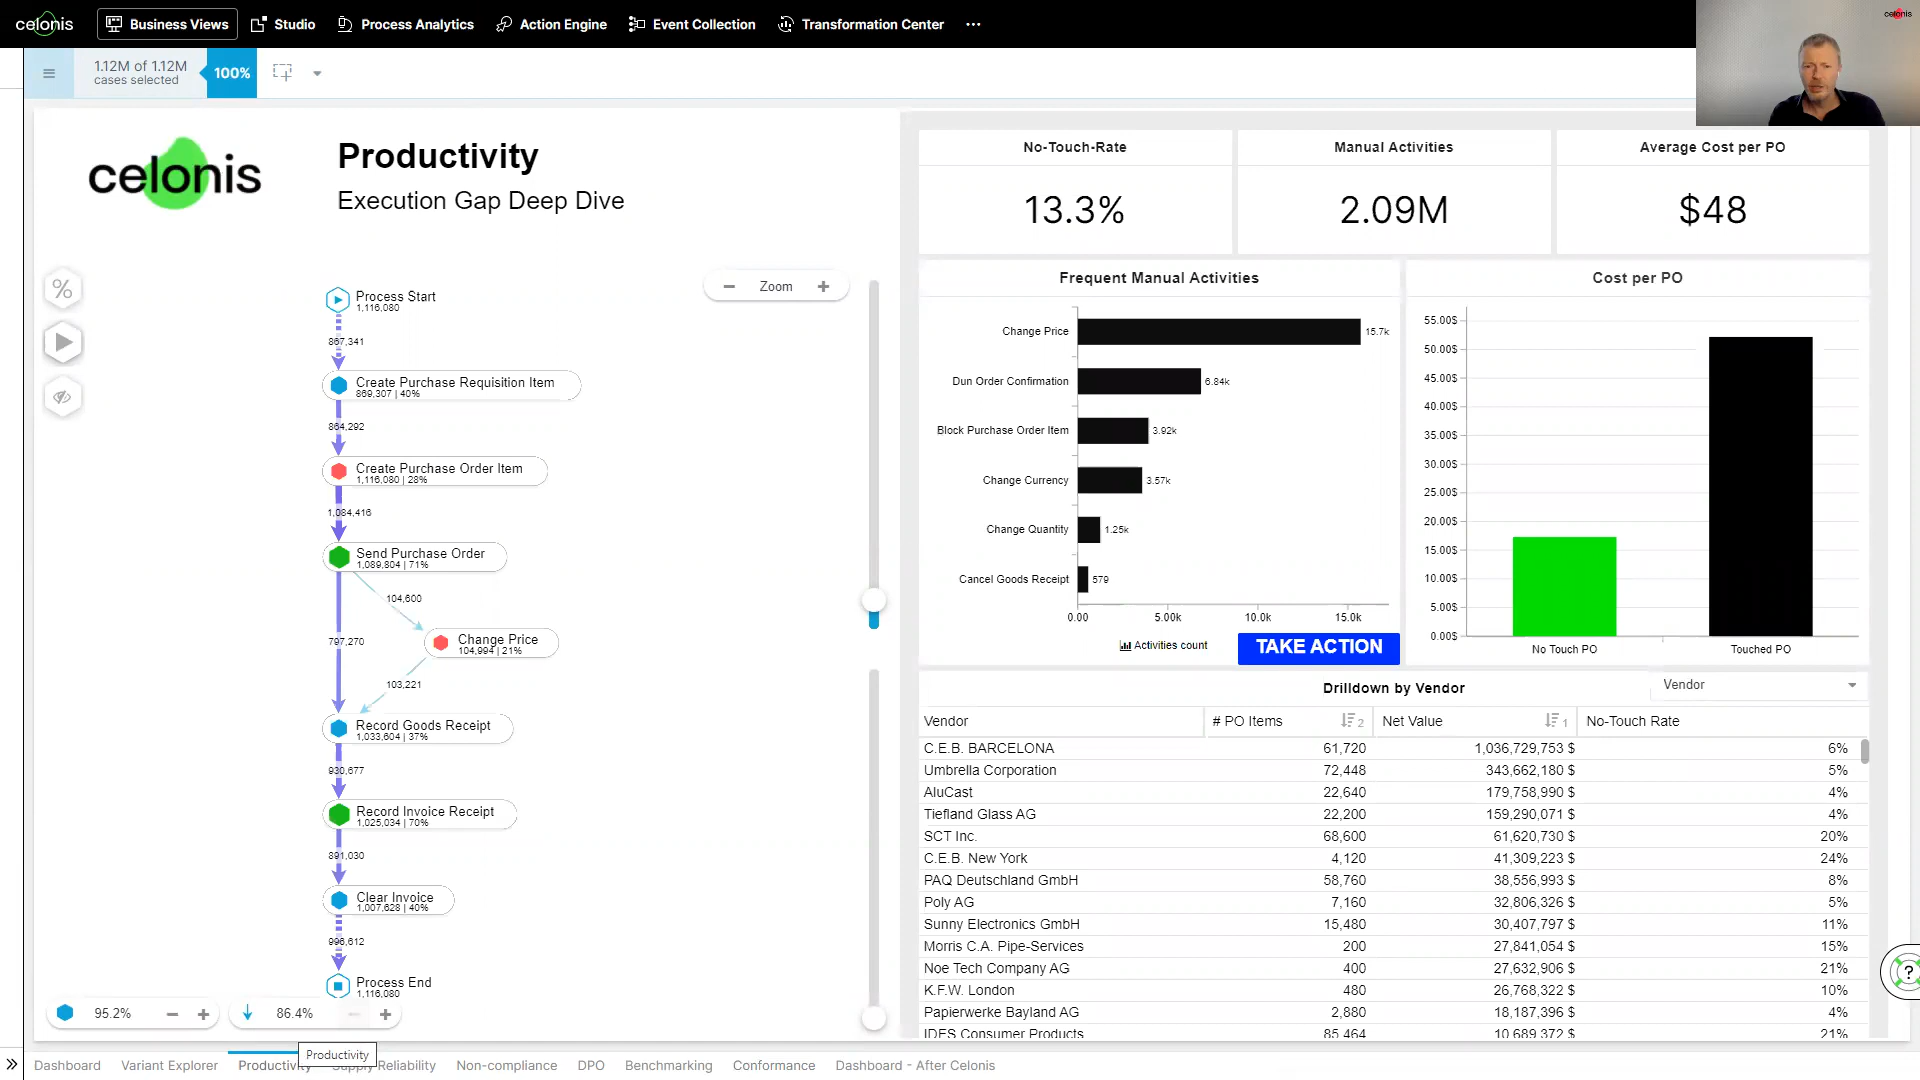 celonis
Business Views
Studio
Process Analytics
Action Engine
Event Collection
Transformation Center
celonis
1.12M of 1.12M
cases selected
100%
celonis
Productivity
Execution Gap Deep Dive
%
Zoom
Process Start
1,116,080
867,341
Create Purchase Requisition Item
869,307 | 40%
864,292
Create Purchase Order Item
1,116,080 | 28%
1,084,416
Send Purchase Order
1,089,804 | 71%
104,600
797,270
Change Price
104,994 | 21%
103,221
Record Goods Receipt
1,033,604 | 37%
930,677
Record Invoice Receipt
1,025,034 | 70%
891,030
Clear Invoice
1,007,628 | 40%
996,612
Process End
1,116,080
95.2%
86.4%
No-Touch-Rate
13.3%
Manual Activities
2.09M
Average Cost per PO
$48
Frequent Manual Activities
Change Price
15.7k
Dun Order Confirmation
6.84k
Block Purchase Order Item
3.92k
Change Currency
3.57k
Change Quantity
1.25k
Cancel Goods Receipt
579
0.00
5.00k
10.0k
15.0k
Activities count
TAKE ACTION
Cost per PO
55.00$
50.00$
45.00$
40.00$
35.00$
30.00$
25.00$
20.00$
15.00$
10.00$
5.00$
0.00$
No Touch PO
Touched PO
Drilldown by Vendor
Vendor
Vendor # PO Items 2 Net Value 1 No-Touch Rate
C.E.B. BARCELONA 61,720 1,036,729,753 $ 6%
Umbrella Corporation 72,448 343,662,180 $ 5%
AluCast 22,640 179,758,990 $ 4%
Tiefland Glass AG 22,200 159,290,071 $ 4%
SCT Inc. 68,600 61,620,730 $ 20%
C.E.B. New York 4,120 41,309,223 $ 24%
PAQ Deutschland GmbH 58,760 38,556,993 $ 8%
Poly AG 7,160 32,806,326 $ 5%
Sunny Electronics GmbH 15,480 30,407,797 $ 11%
Morris C.A. Pipe-Services 200 27,841,054 $ 15%
Noe Tech Company AG 400 27,632,906 $ 21%
K.F.W. London 480 26,768,322 $ 10%
Papierwerke Bayland AG 2,880 18,187,396 $ 4%
IDES Consumer Products 85,464 10,689,372 $ 21%
?
Productivity
Dashboard
Variant Explorer
Productivity
Supply Reliability
Non-compliance
DPO
Benchmarking
Conformance
Dashboard - After Celonis